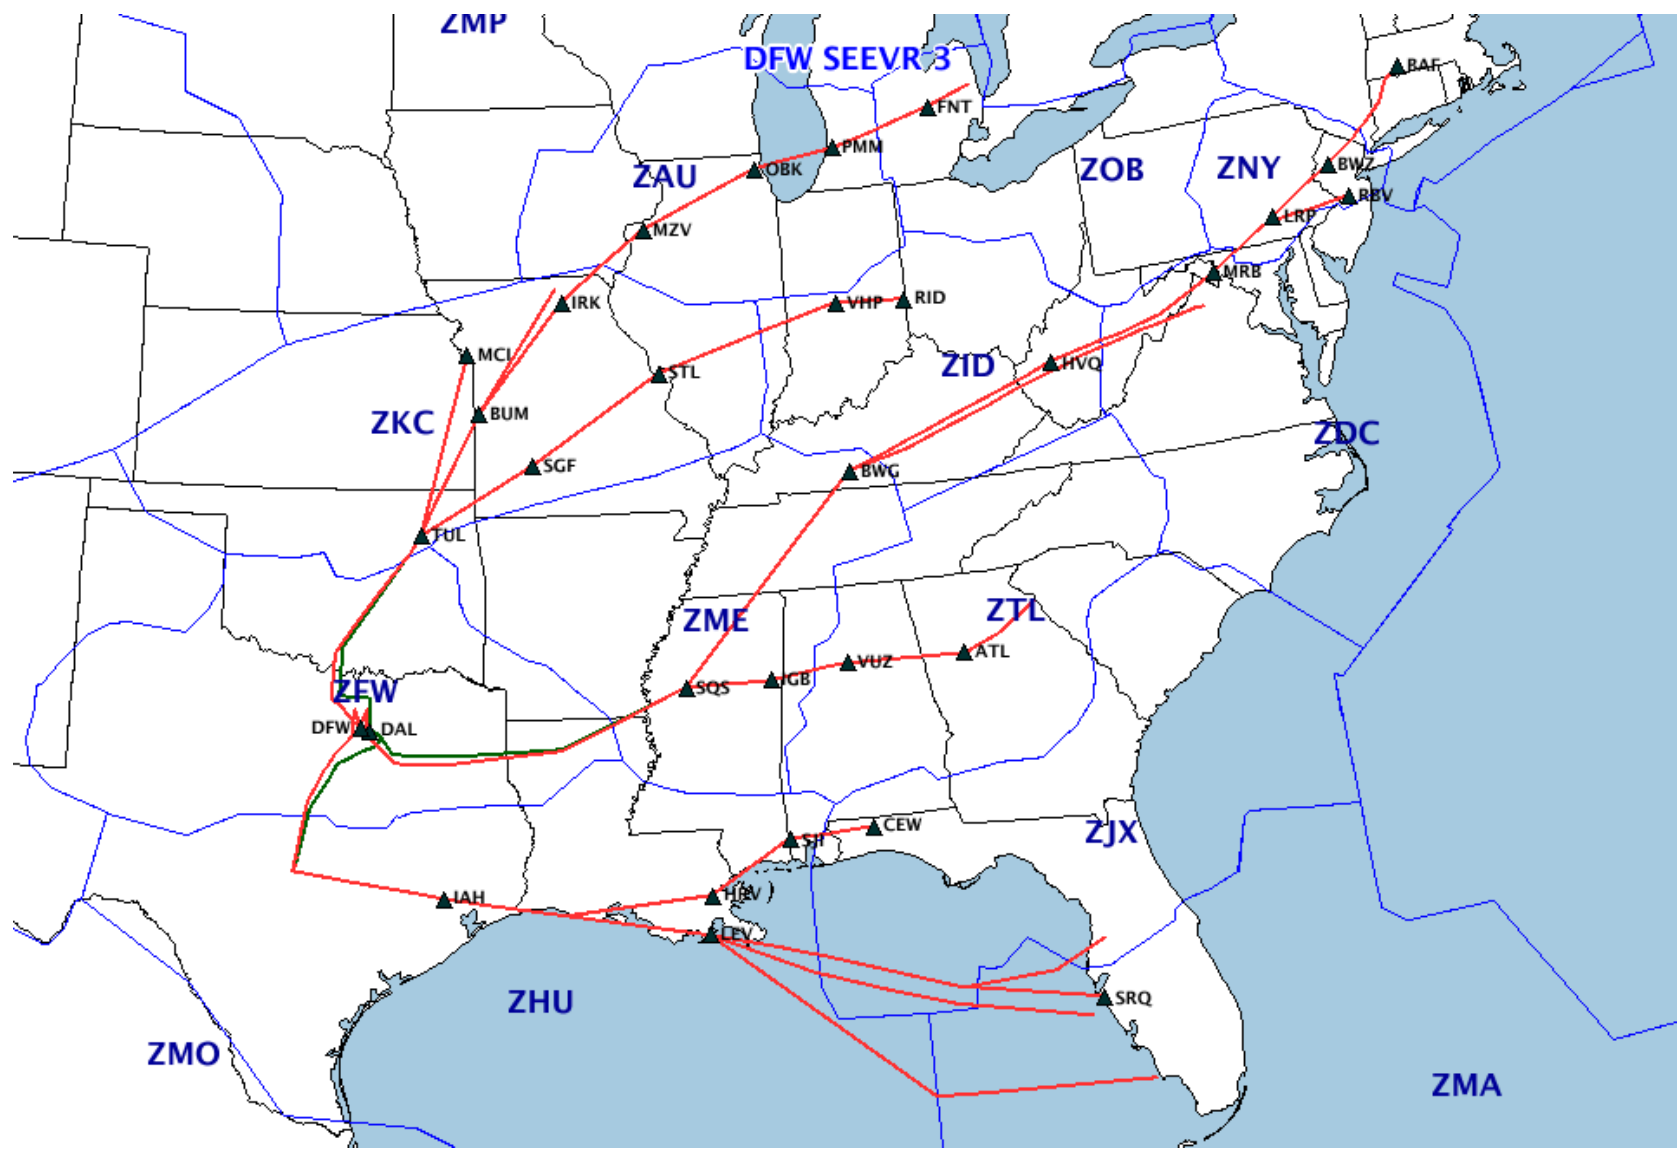 ZMP
DFW SEEVR 3
BAF
FNT
PMM
OBK
ZAU
ZOB
ZNY
BWZ
RBV
LRP
MZV
MRB
IRK
VHP
RID
MCI
STL
ZID
HVQ
BUM
ZKC
ZDC
SGF
BWG
TUL
ZME
ZTL
ATL
VUZ
IGB
SQS
ZFW
DFW
DAL
CEW
SJI
ZJX
HRV
IAH
LEV
SRQ
ZHU
ZMO
ZMA